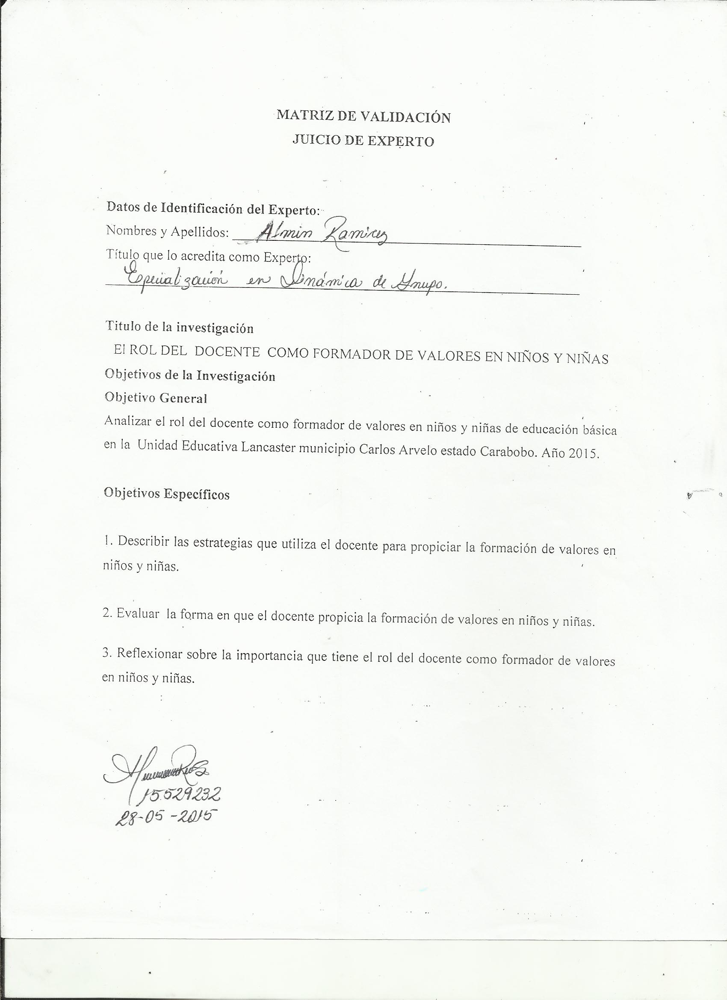 MATRIZ DE VALIDACIÓN
JUICIO DE EXPERTO
Datos de Identificación del Experto:
Nombres y Apellidos: Almin Ramirez
Título que lo acredita como Experto:
Especialización en Dinámica de Grupo.
Titulo de la investigación
El ROL DEL DOCENTE COMO FORMADOR DE VALORES EN NIÑOS Y NIÑAS
Objetivos de la Investigación
Objetivo General
Analizar el rol del docente como formador de valores en niños y niñas de educación básica
en la Unidad Educativa Lancaster municipio Carlos Arvelo estado Carabobo. Año 2015.
Objetivos Específicos
1. Describir las estrategias que utiliza el docente para propiciar la formación de valores en
niños y niñas.
2. Evaluar la forma en que el docente propicia la formación de valores en niños y niñas.
3. Reflexionar sobre la importancia que tiene el rol del docente como formador de valores
en niños y niñas.
15.529232
28-05-2015